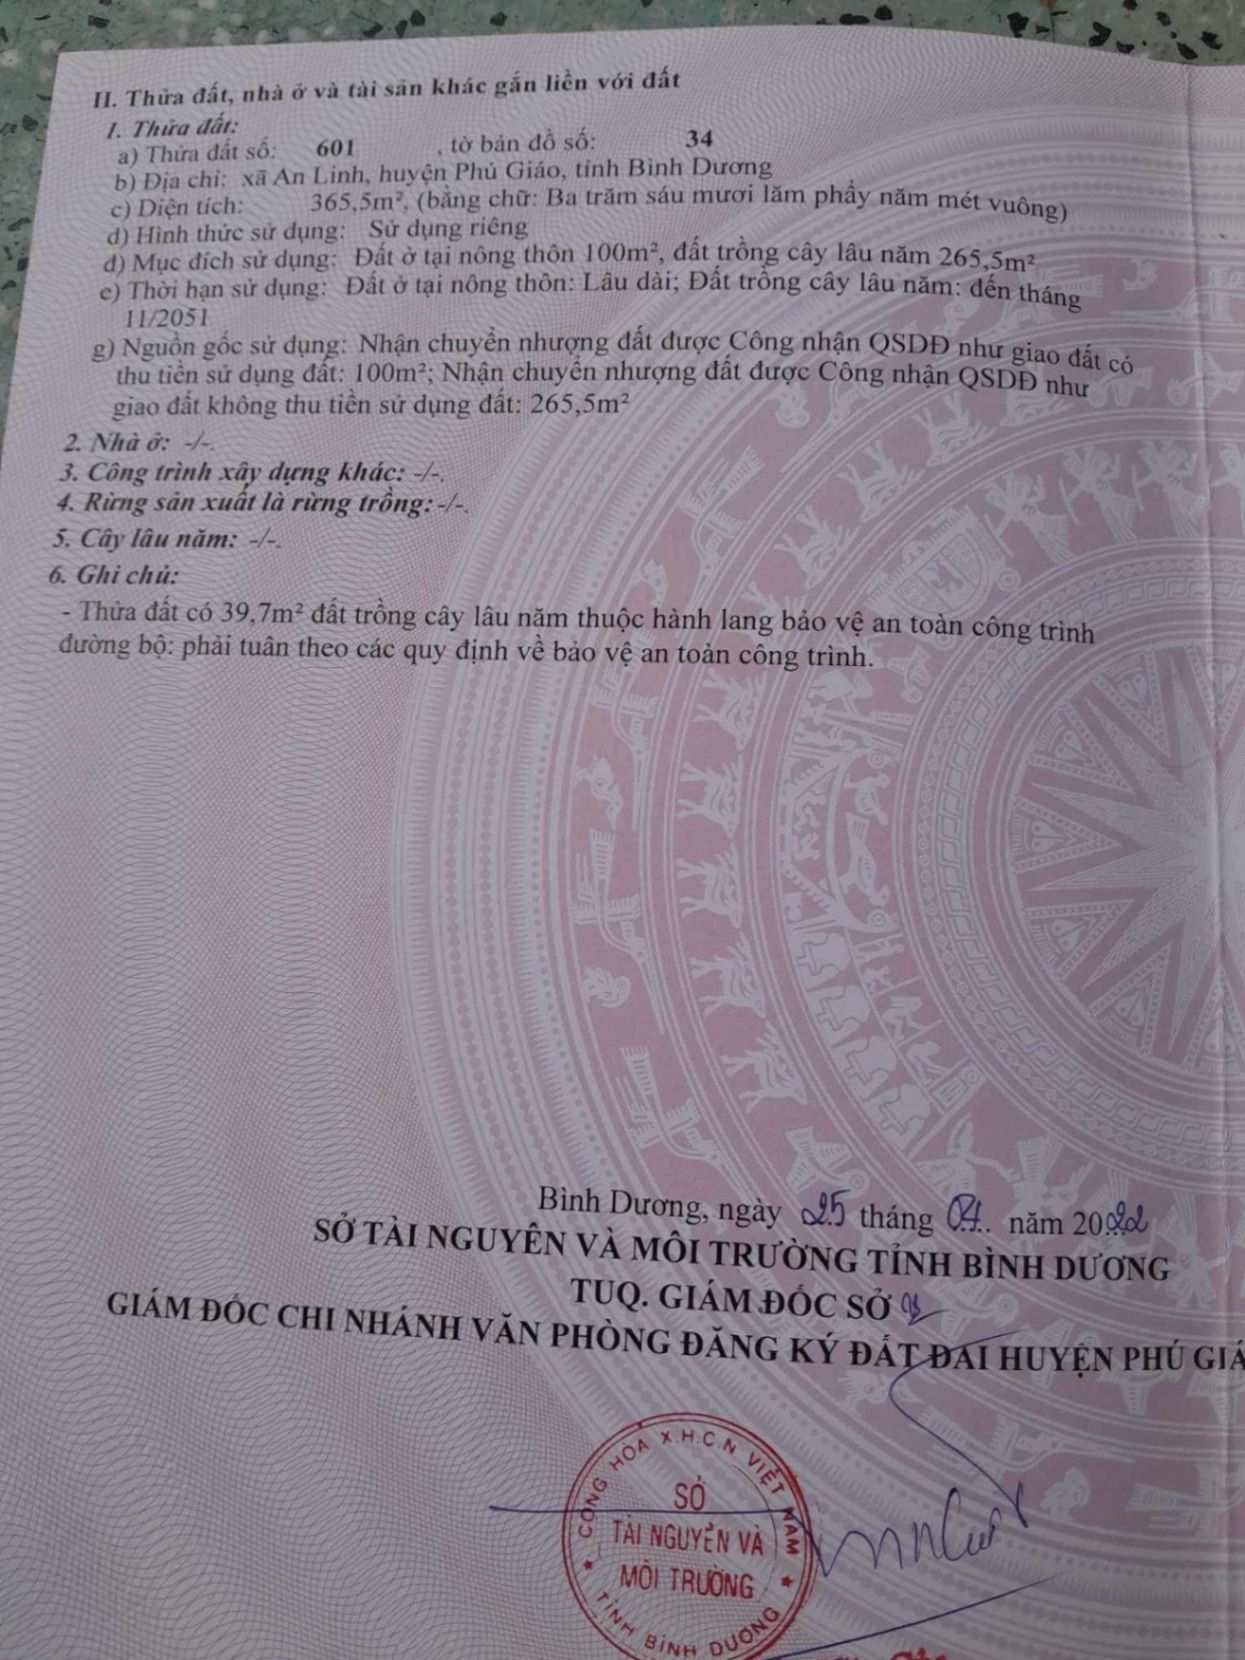 II. Thửa đất, nhà ở và tài sản khác gắn liền với đất
1. Thửa đất:
a) Thửa đất số: 601 , tờ bản đồ số: 34
b) Địa chỉ: xã An Linh, huyện Phú Giáo, tỉnh Bình Dương
c) Diện tích: 365,5m², (bằng chữ: Ba trăm sáu mươi lăm phẩy năm mét vuông)
d) Hình thức sử dụng: Sử dụng riêng
đ) Mục đích sử dụng: Đất ở tại nông thôn 100m², đất trồng cây lâu năm 265,5m²
e) Thời hạn sử dụng: Đất ở tại nông thôn: Lâu dài; Đất trồng cây lâu năm: đến tháng
11/2051
g) Nguồn gốc sử dụng: Nhận chuyển nhượng đất được Công nhận QSDĐ như giao đất có
thu tiền sử dụng đất: 100m²; Nhận chuyển nhượng đất được Công nhận QSDĐ như
giao đất không thu tiền sử dụng đất: 265,5m²
2. Nhà ở: -/-.
3. Công trình xây dựng khác: -/-.
4. Rừng sản xuất là rừng trồng: -/-.
5. Cây lâu năm: -/-.
6. Ghi chú:
- Thửa đất có 39,7m² đất trồng cây lâu năm thuộc hành lang bảo vệ an toàn công trình
đường bộ: phải tuân theo các quy định về bảo vệ an toàn công trình.
Bình Dương, ngày 25 tháng 04 năm 2022
SỞ TÀI NGUYÊN VÀ MÔI TRƯỜNG TỈNH BÌNH DƯƠNG
TUQ. GIÁM ĐỐC SỞ
GIÁM ĐỐC CHI NHÁNH VĂN PHÒNG ĐĂNG KÝ ĐẤT ĐAI HUYỆN PHÚ GIÁ
CỘNG HÒA X.H.C.N VIỆT NAM
SỞ
TÀI NGUYÊN VÀ
MÔI TRƯỜNG
TỈNH BÌNH DƯƠNG